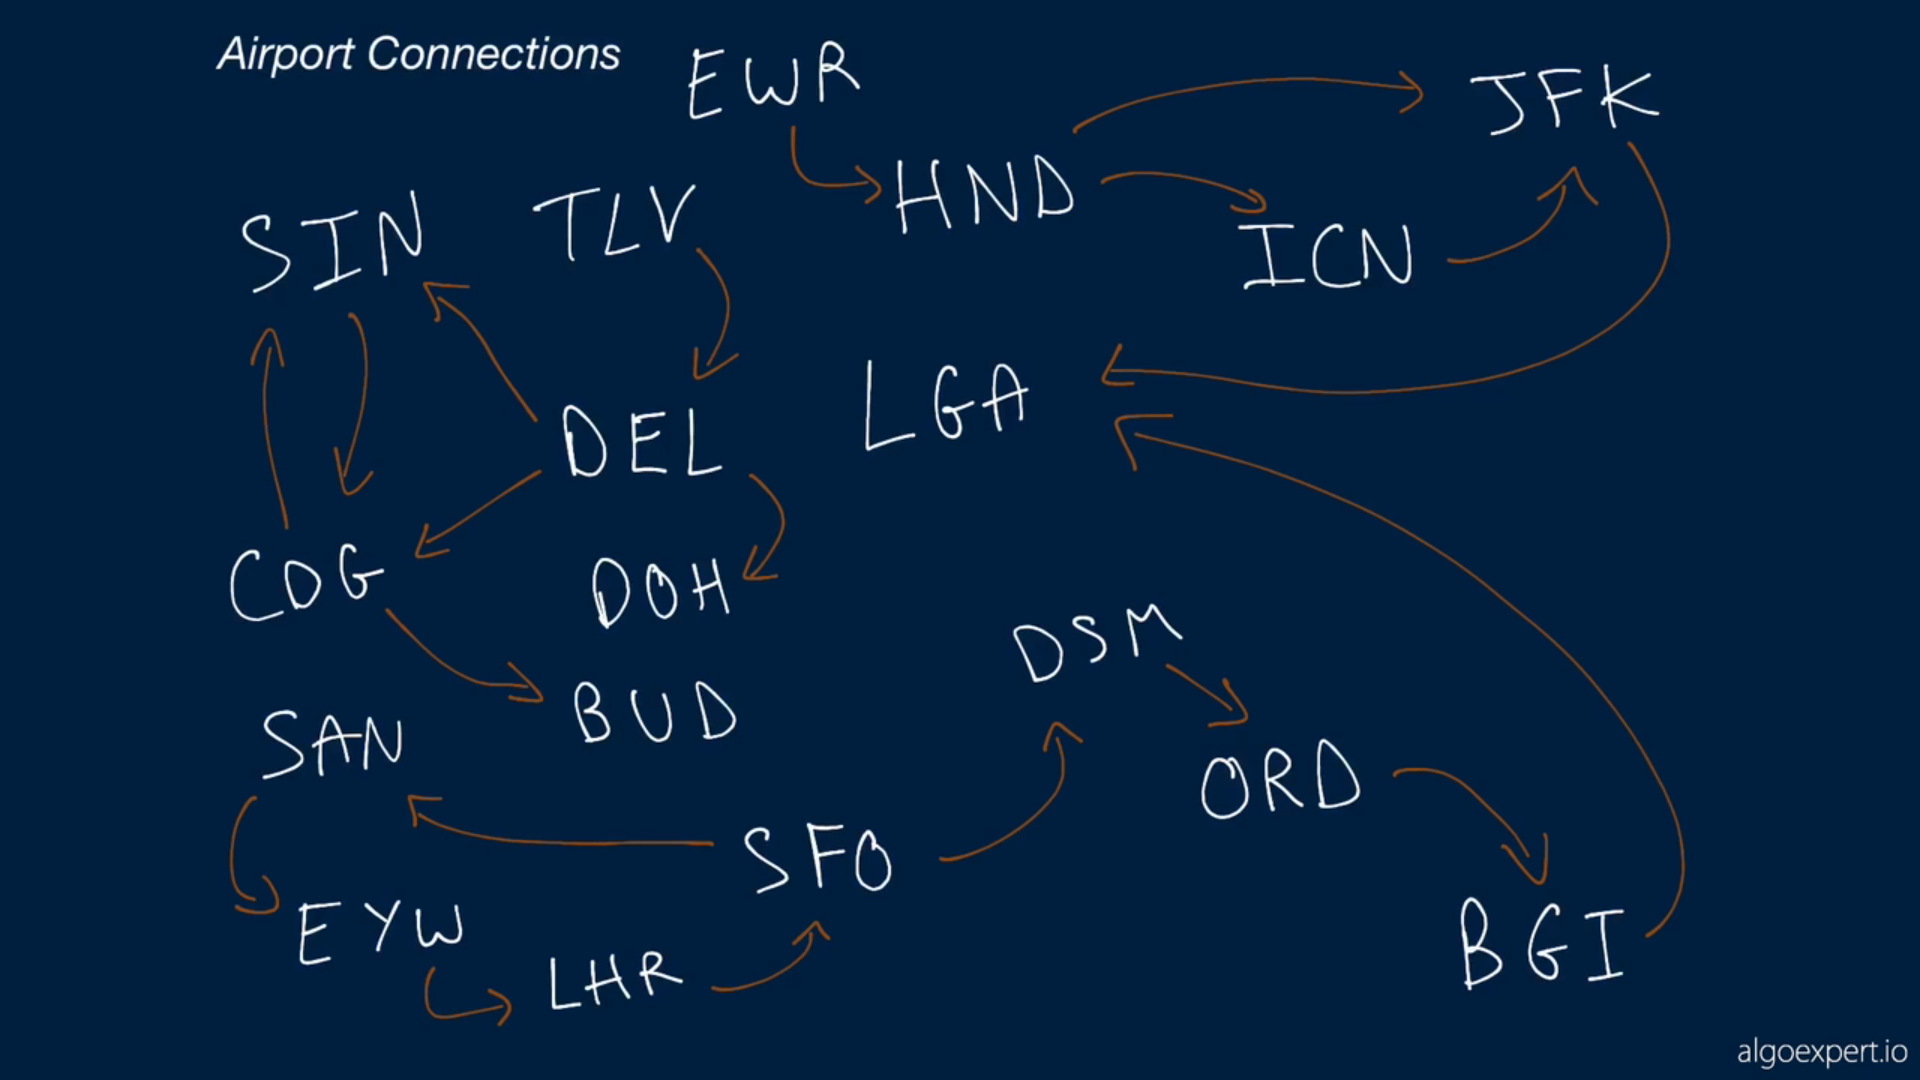 Airport Connections
EWR
JFK
HND
TLV
SIN
ICN
LGA
DEL
CDG
DOH
DSM
BUD
SAN
ORD
SFO
EYW
BGI
LHR
algoexpert.io